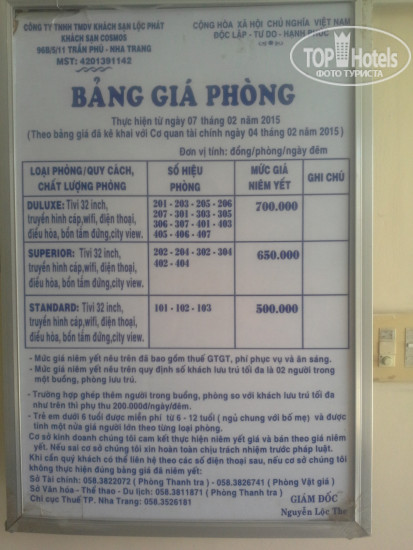 CÔNG TY TNHH TMDV KHÁCH SẠN LỘC PHÁT
KHÁCH SẠN COSMOS
96B/5/11 TRẦN PHÚ - NHA TRANG
MST: 4201391142
CỘNG HÒA XÃ HỘI CHỦ NGHĨA VIỆT NAM
ĐỘC LẬP - TỰ DO - HẠNH PHÚC
TOP Hotels
ФОТО ТУРИСТА
BẢNG GIÁ PHÒNG
Thực hiện từ ngày 07 tháng 02 năm 2015
(Theo bảng giá đã kê khai với Cơ quan tài chính ngày 04 tháng 02 năm 2015)
Đơn vị tính: đồng/phòng/ngày đêm
LOẠI PHÒNG/QUY CÁCH, CHẤT LƯỢNG PHÒNG
SỐ HIỆU PHÒNG
MỨC GIÁ NIÊM YẾT
GHI CHÚ
DULUXE: Tivi 32 inch,
truyền hình cáp,wifi, điện thoại,
điều hòa, bồn tắm đứng,city view.
201 - 203 - 205 - 206
207 - 301 - 303 - 305
306 - 307 - 401 - 403
405 - 406 - 407
700.000
SUPERIOR: Tivi 32 inch,
truyền hình cáp,wifi, điện thoại,
điều hòa, bồn tắm đứng,city view.
202 - 204 - 302 - 304
402 - 404
650.000
STANDARD: Tivi 32 inch,
truyền hình cáp,wifi, điện thoại,
điều hòa, bồn tắm đứng,city view.
101 - 102 - 103
500.000
- Mức giá niêm yết nêu trên đã bao gồm thuế GTGT, phí phục vụ và ăn sáng.
- Mức giá niêm yết nêu trên quy định số khách lưu trú tối đa là 02 người trong
một buồng, phòng lưu trú.
- Trường hợp ghép thêm người trong buồng, phòng so với khách lưu trú tối đa
như trên thì phụ thu 200.000đ/ngày/đêm.
- Trẻ em dưới 6 tuổi được miễn phí từ 6 - 12 tuổi ( ngủ chung với bố mẹ ) và được
tính một nửa giá người lớn theo từng loại phòng.
Cơ sở kinh doanh chúng tôi cam kết thực hiện niêm yết giá và bán theo giá niêm
yết. Nếu sai cơ sở chúng tôi xin hoàn toàn chịu trách nhiệm trước pháp luật.
Khi cần quý khách có thể liên hệ theo các số điện thoại sau, nếu cơ sở chúng tôi
không thực hiện đúng bảng giá đã niêm yết:
Sở Tài chính: 058.3822072 ( Phòng Thanh tra ) - 058.3826741 ( Phòng Vật giá )
Sở Văn hóa - Thể thao - Du lịch: 058.3811871 ( Phòng Thanh tra )
Chi cục Thuế TP. Nha Trang: 058.3526181
GIÁM ĐỐC
Nguyễn Lộc Thọ